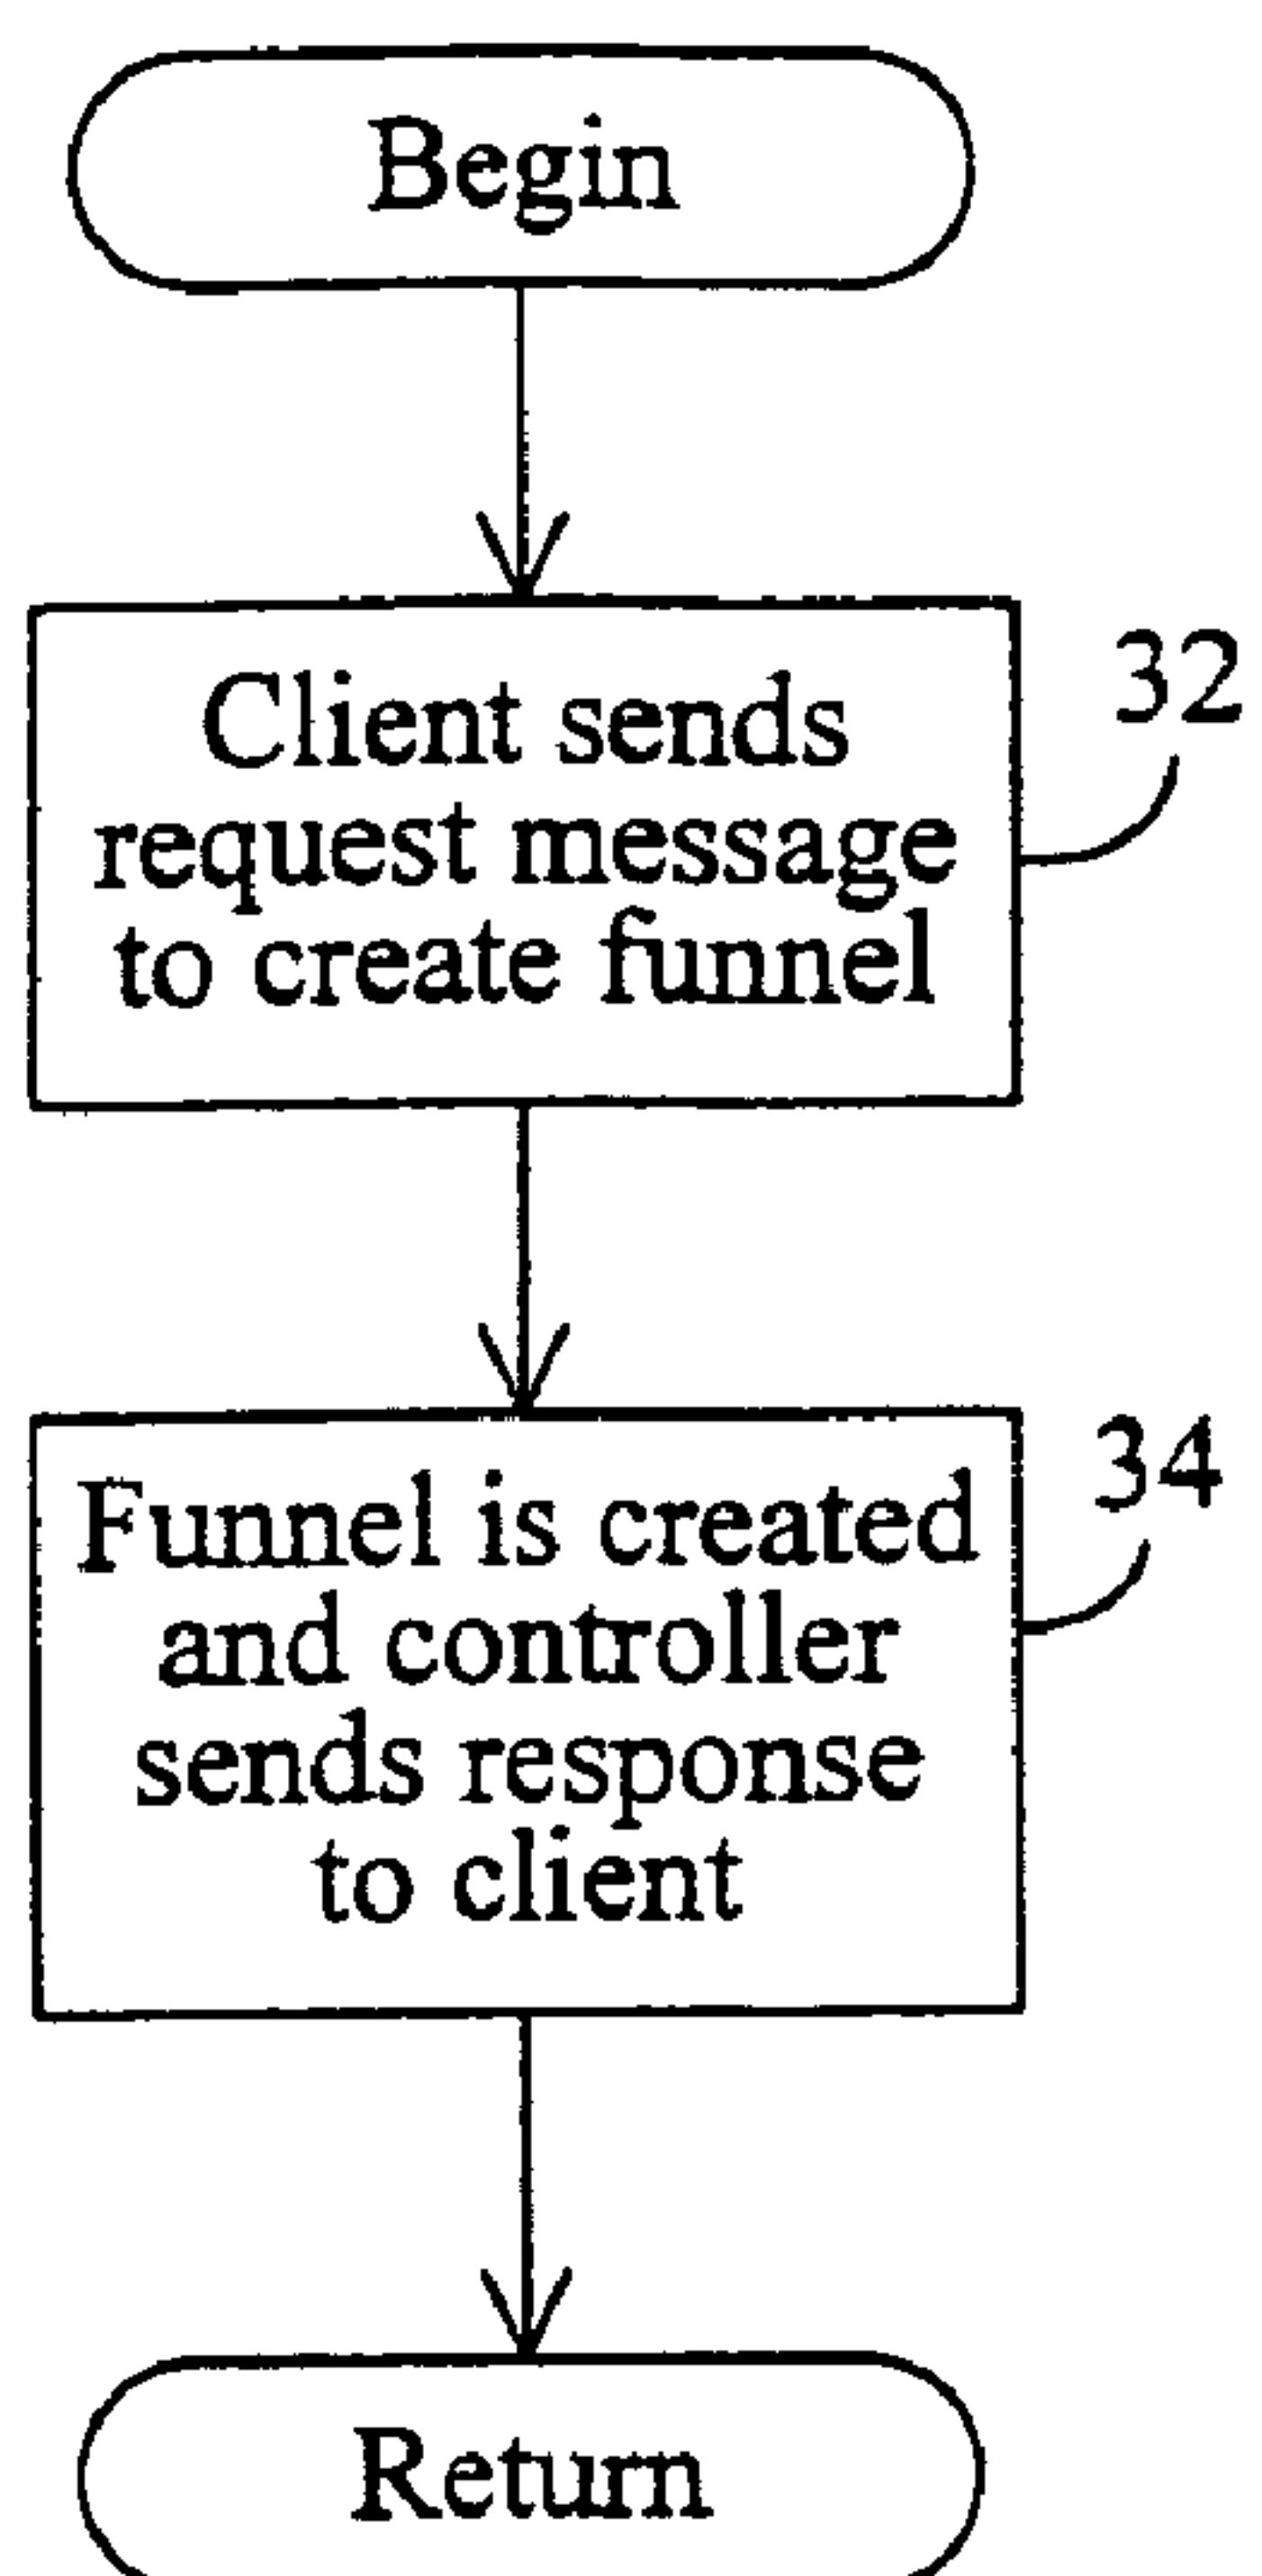 Begin
Client sends
request message
to create funnel
32
Funnel is created
and controller
sends response
to client
34
Return